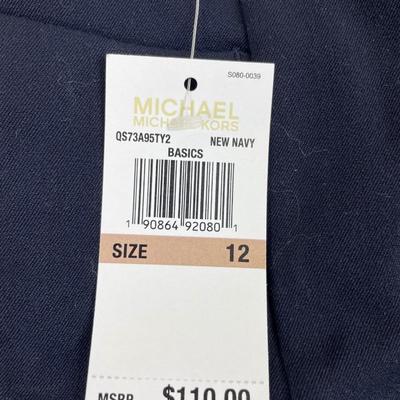 S080-0039
MICHAEL
MICHAEL KORS
QS73A95TY2 NEW NAVY
BASICS
1 90864 92080 1
SIZE 12
MSRP $110.00